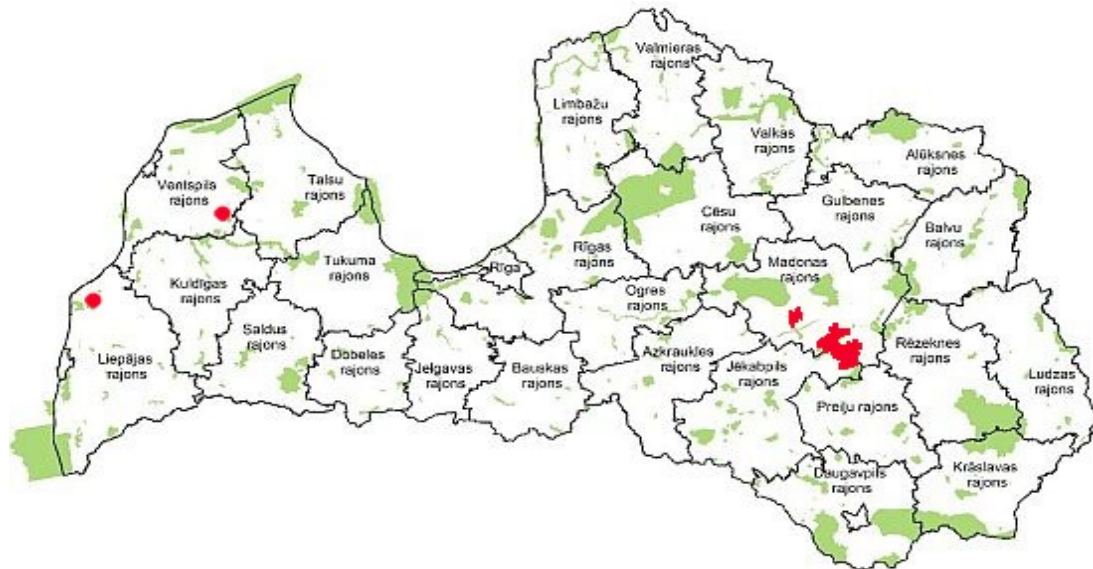 Valmieras
rajons
Limbažu
rajons
Valkas
rajons
Alūksnes
rajons
Ventspils
rajons
Talsu
rajons
Cēsu
rajons
Gulbenes
rajons
Balvu
rajons
Rīgas
rajons
Rīga
Tukuma
rajons
Kuldīgas
rajons
Madonas
rajons
Ogres
rajons
Saldus
rajons
Liepājas
rajons
Dobeles
rajons
Jelgavas
rajons
Bauskas
rajons
Azkraukles
rajons
Jēkabpils
rajons
Rēzeknes
rajons
Ludzas
rajons
Preiļu rajons
Daugavpils
rajons
Krāslavas
rajons